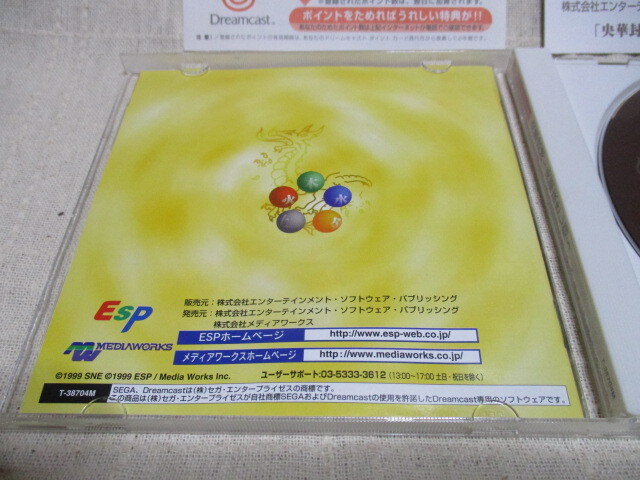 Dreamcast
ポイントをためればうれしい特典が!!
株式会社エンター
「央華封
木
火
水
Esp
販売元：株式会社エンターテインメント・ソフトウェア・パブリッシング
発売元：株式会社エンターテインメント・ソフトウェア・パブリッシング
株式会社メディアワークス
ESPホームページ
http://www.esp-web.co.jp/
MEDIAWORKS
メディアワークスホームページ
http://www.mediaworks.co.jp/
©1999 SNE ©1999 ESP / Media Works Inc.
ユーザーサポート:03-5333-3612 (13:00〜17:00 土日・祝日を除く)
T-38704M
SEGA、Dreamcastは(株)セガ・エンタープライゼスの商標です。
この商品は(株)セガ・エンタープライゼスが自社商標SEGAおよびDreamcastの使用を許諾したDreamcast専用のソフトウェアです。